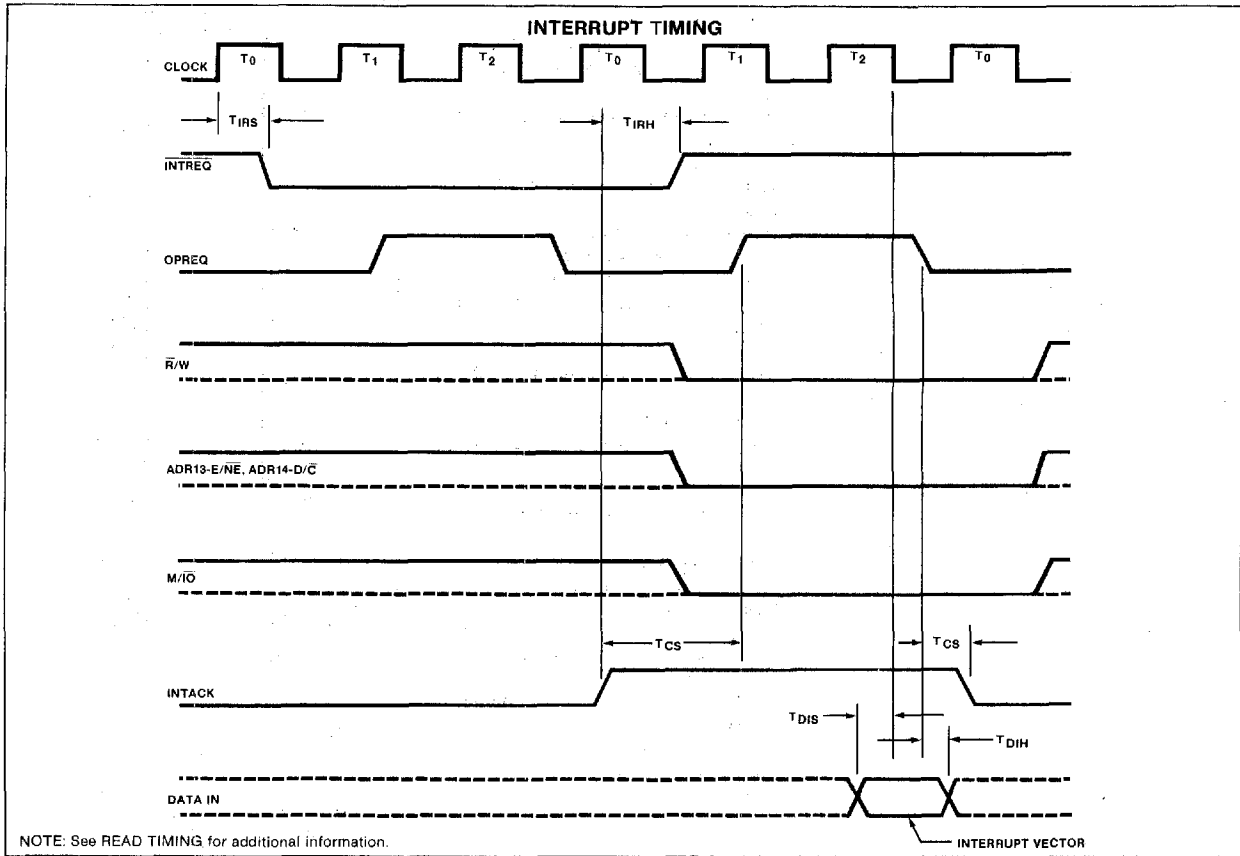 INTERRUPT TIMING
CLOCK
T0 T1 T2 T0 T1 T2 T0
TIRS TIRH
INTREQ
OPREQ
R/W
ADR13-E/NE, ADR14-D/C
M/IO
TCS TCS
INTACK
TDIS
TDIH
DATA IN
INTERRUPT VECTOR
NOTE: See READ TIMING for additional information.